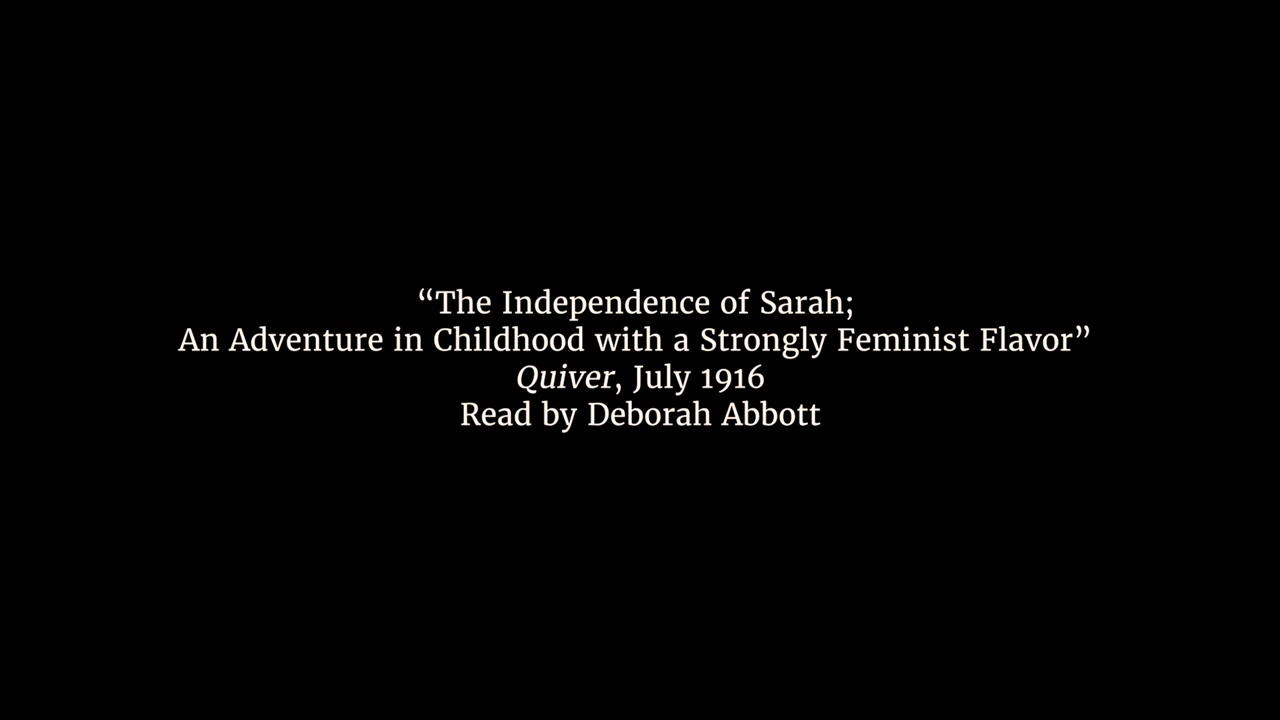 “The Independence of Sarah;
An Adventure in Childhood with a Strongly Feminist Flavor”
Quiver, July 1916
Read by Deborah Abbott